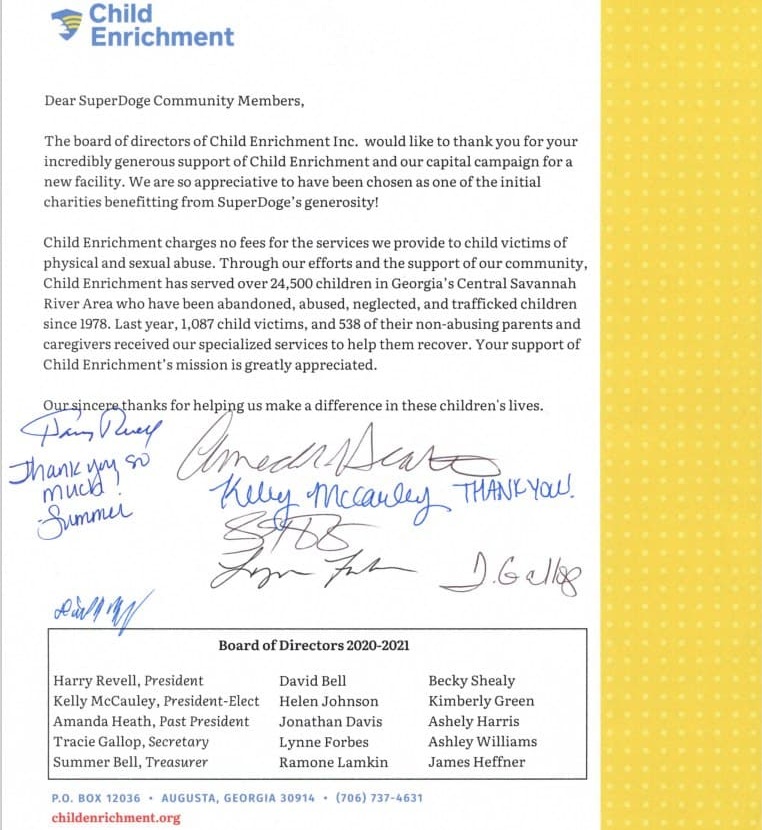 Child
Enrichment
Dear SuperDoge Community Members,
The board of directors of Child Enrichment Inc. would like to thank you for your
incredibly generous support of Child Enrichment and our capital campaign for a
new facility. We are so appreciative to have been chosen as one of the initial
charities benefitting from SuperDoge's generosity!
Child Enrichment charges no fees for the services we provide to child victims of
physical and sexual abuse. Through our efforts and the support of our community,
Child Enrichment has served over 24,500 children in Georgia's Central Savannah
River Area who have been abandoned, abused, neglected, and trafficked children
since 1978. Last year, 1,087 child victims, and 538 of their non-abusing parents and
caregivers received our specialized services to help them recover. Your support of
Child Enrichment's mission is greatly appreciated.
Our sincere thanks for helping us make a difference in these children's lives.
Thank you so
much!
-Summer
Kelly McCauley THANK YOU!
Board of Directors 2020-2021
Harry Revell, President David Bell Becky Shealy
Kelly McCauley, President-Elect Helen Johnson Kimberly Green
Amanda Heath, Past President Jonathan Davis Ashely Harris
Tracie Gallop, Secretary Lynne Forbes Ashley Williams
Summer Bell, Treasurer Ramone Lamkin James Heffner
P.O. BOX 12036 • AUGUSTA, GEORGIA 30914 • (706) 737-4631
childenrichment.org